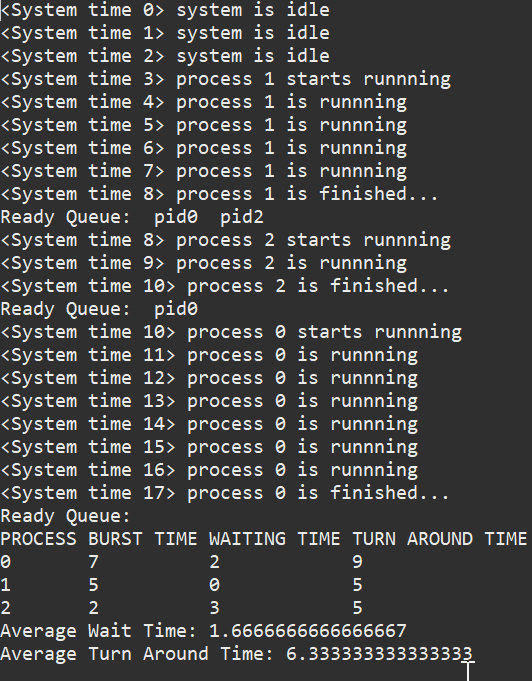 <System time 0> system is idle
<System time 1> system is idle
<System time 2> system is idle
<System time 3> process 1 starts runnning
<System time 4> process 1 is runnning
<System time 5> process 1 is runnning
<System time 6> process 1 is runnning
<System time 7> process 1 is runnning
<System time 8> process 1 is finished...
Ready Queue:  pid0  pid2
<System time 8> process 2 starts runnning
<System time 9> process 2 is runnning
<System time 10> process 2 is finished...
Ready Queue:  pid0
<System time 10> process 0 starts runnning
<System time 11> process 0 is runnning
<System time 12> process 0 is runnning
<System time 13> process 0 is runnning
<System time 14> process 0 is runnning
<System time 15> process 0 is runnning
<System time 16> process 0 is runnning
<System time 17> process 0 is finished...
Ready Queue:
PROCESS BURST TIME WAITING TIME TURN AROUND TIME
0       7          2            9
1       5          0            5
2       2          3            5
Average Wait Time: 1.6666666666666667
Average Turn Around Time: 6.333333333333333